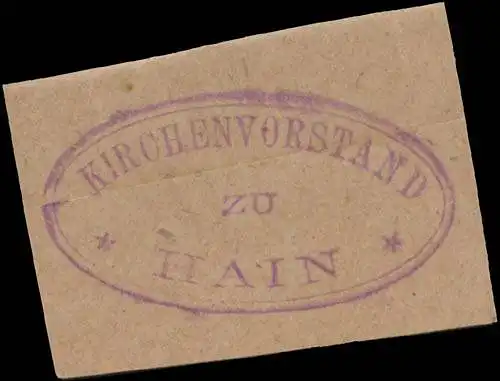 KIRCHENVORSTAND
ZU
* HAIN *